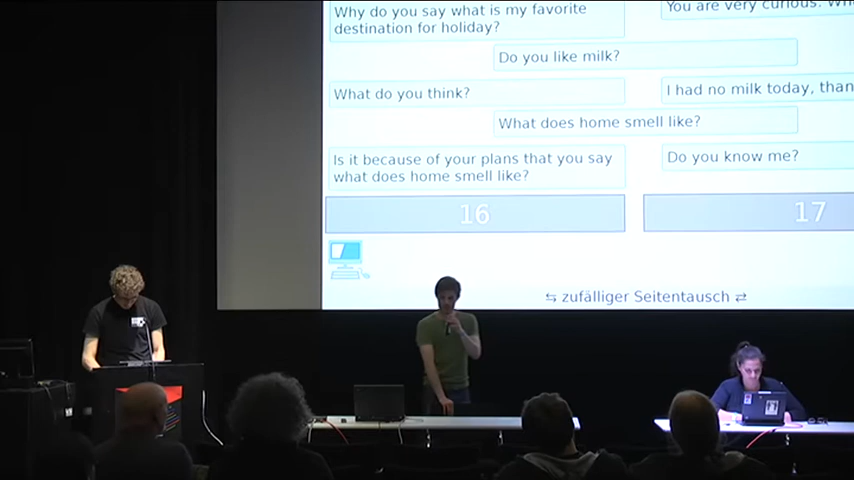 Why do you say what is my favorite
destination for holiday?
You are very curious.
Do you like milk?
What do you think?
I had no milk today,
What does home smell like?
Is it because of your plans that you say
what does home smell like?
Do you know me?
16
17
⇆ zufälliger Seitentausch ⇄